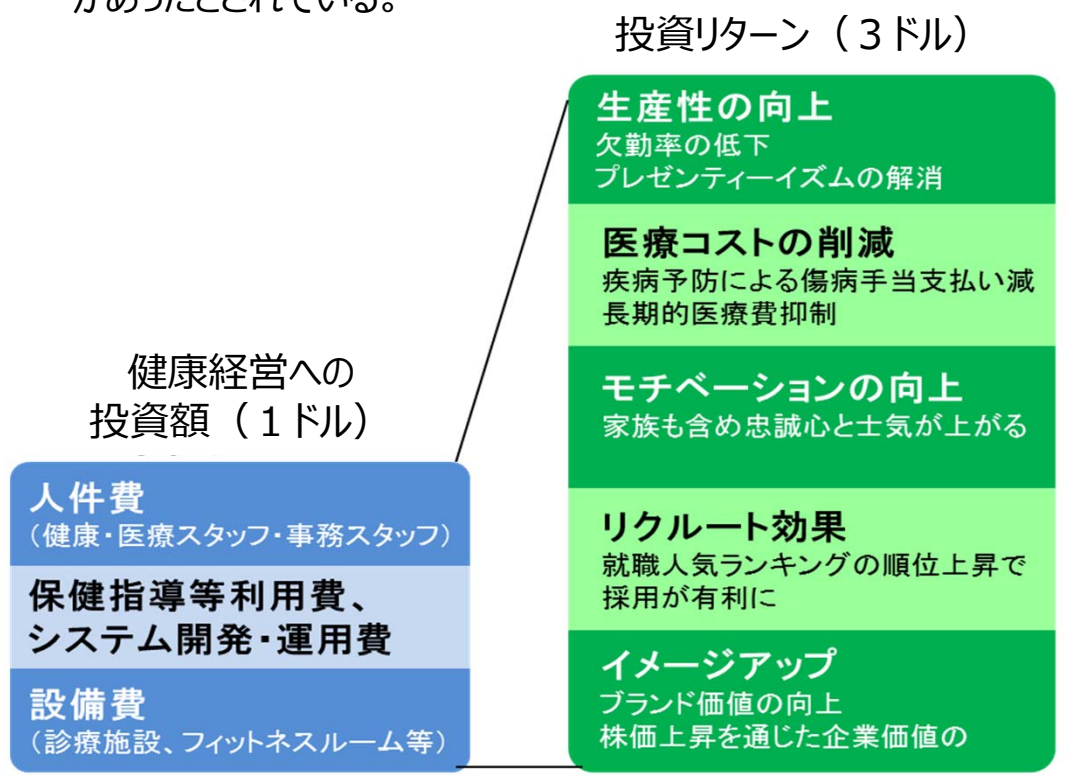 があったとされている。
投資リターン（３ドル）
生産性の向上
欠勤率の低下
プレゼンティーイズムの解消
医療コストの削減
疾病予防による傷病手当支払い減
長期的医療費抑制
モチベーションの向上
家族も含め忠誠心と士気が上がる
リクルート効果
就職人気ランキングの順位上昇で
採用が有利に
イメージアップ
ブランド価値の向上
株価上昇を通じた企業価値の
健康経営への
投資額（１ドル）
人件費
（健康・医療スタッフ・事務スタッフ）
保健指導等利用費、
システム開発・運用費
設備費
（診療施設、フィットネスルーム等）